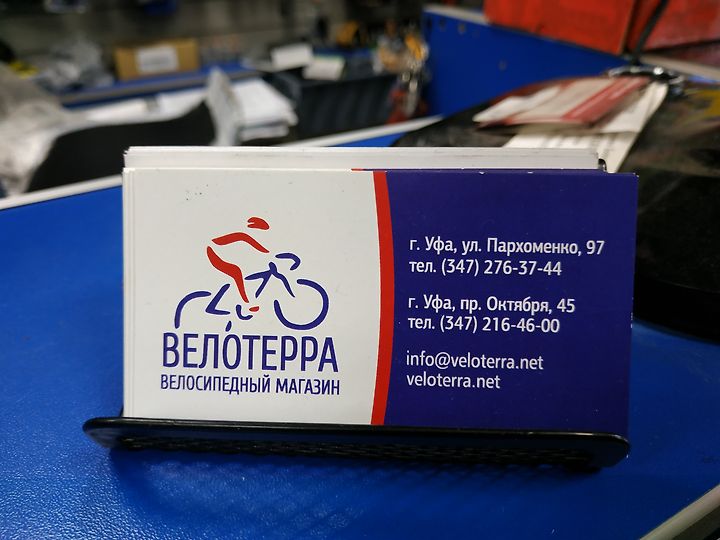 ВЕЛОТЕРРА
ВЕЛОСИПЕДНЫЙ МАГАЗИН
г. Уфа, ул. Пархоменко, 97
тел. (347) 276-37-44
г. Уфа, пр. Октября, 45
тел. (347) 216-46-00
info@veloterra.net
veloterra.net